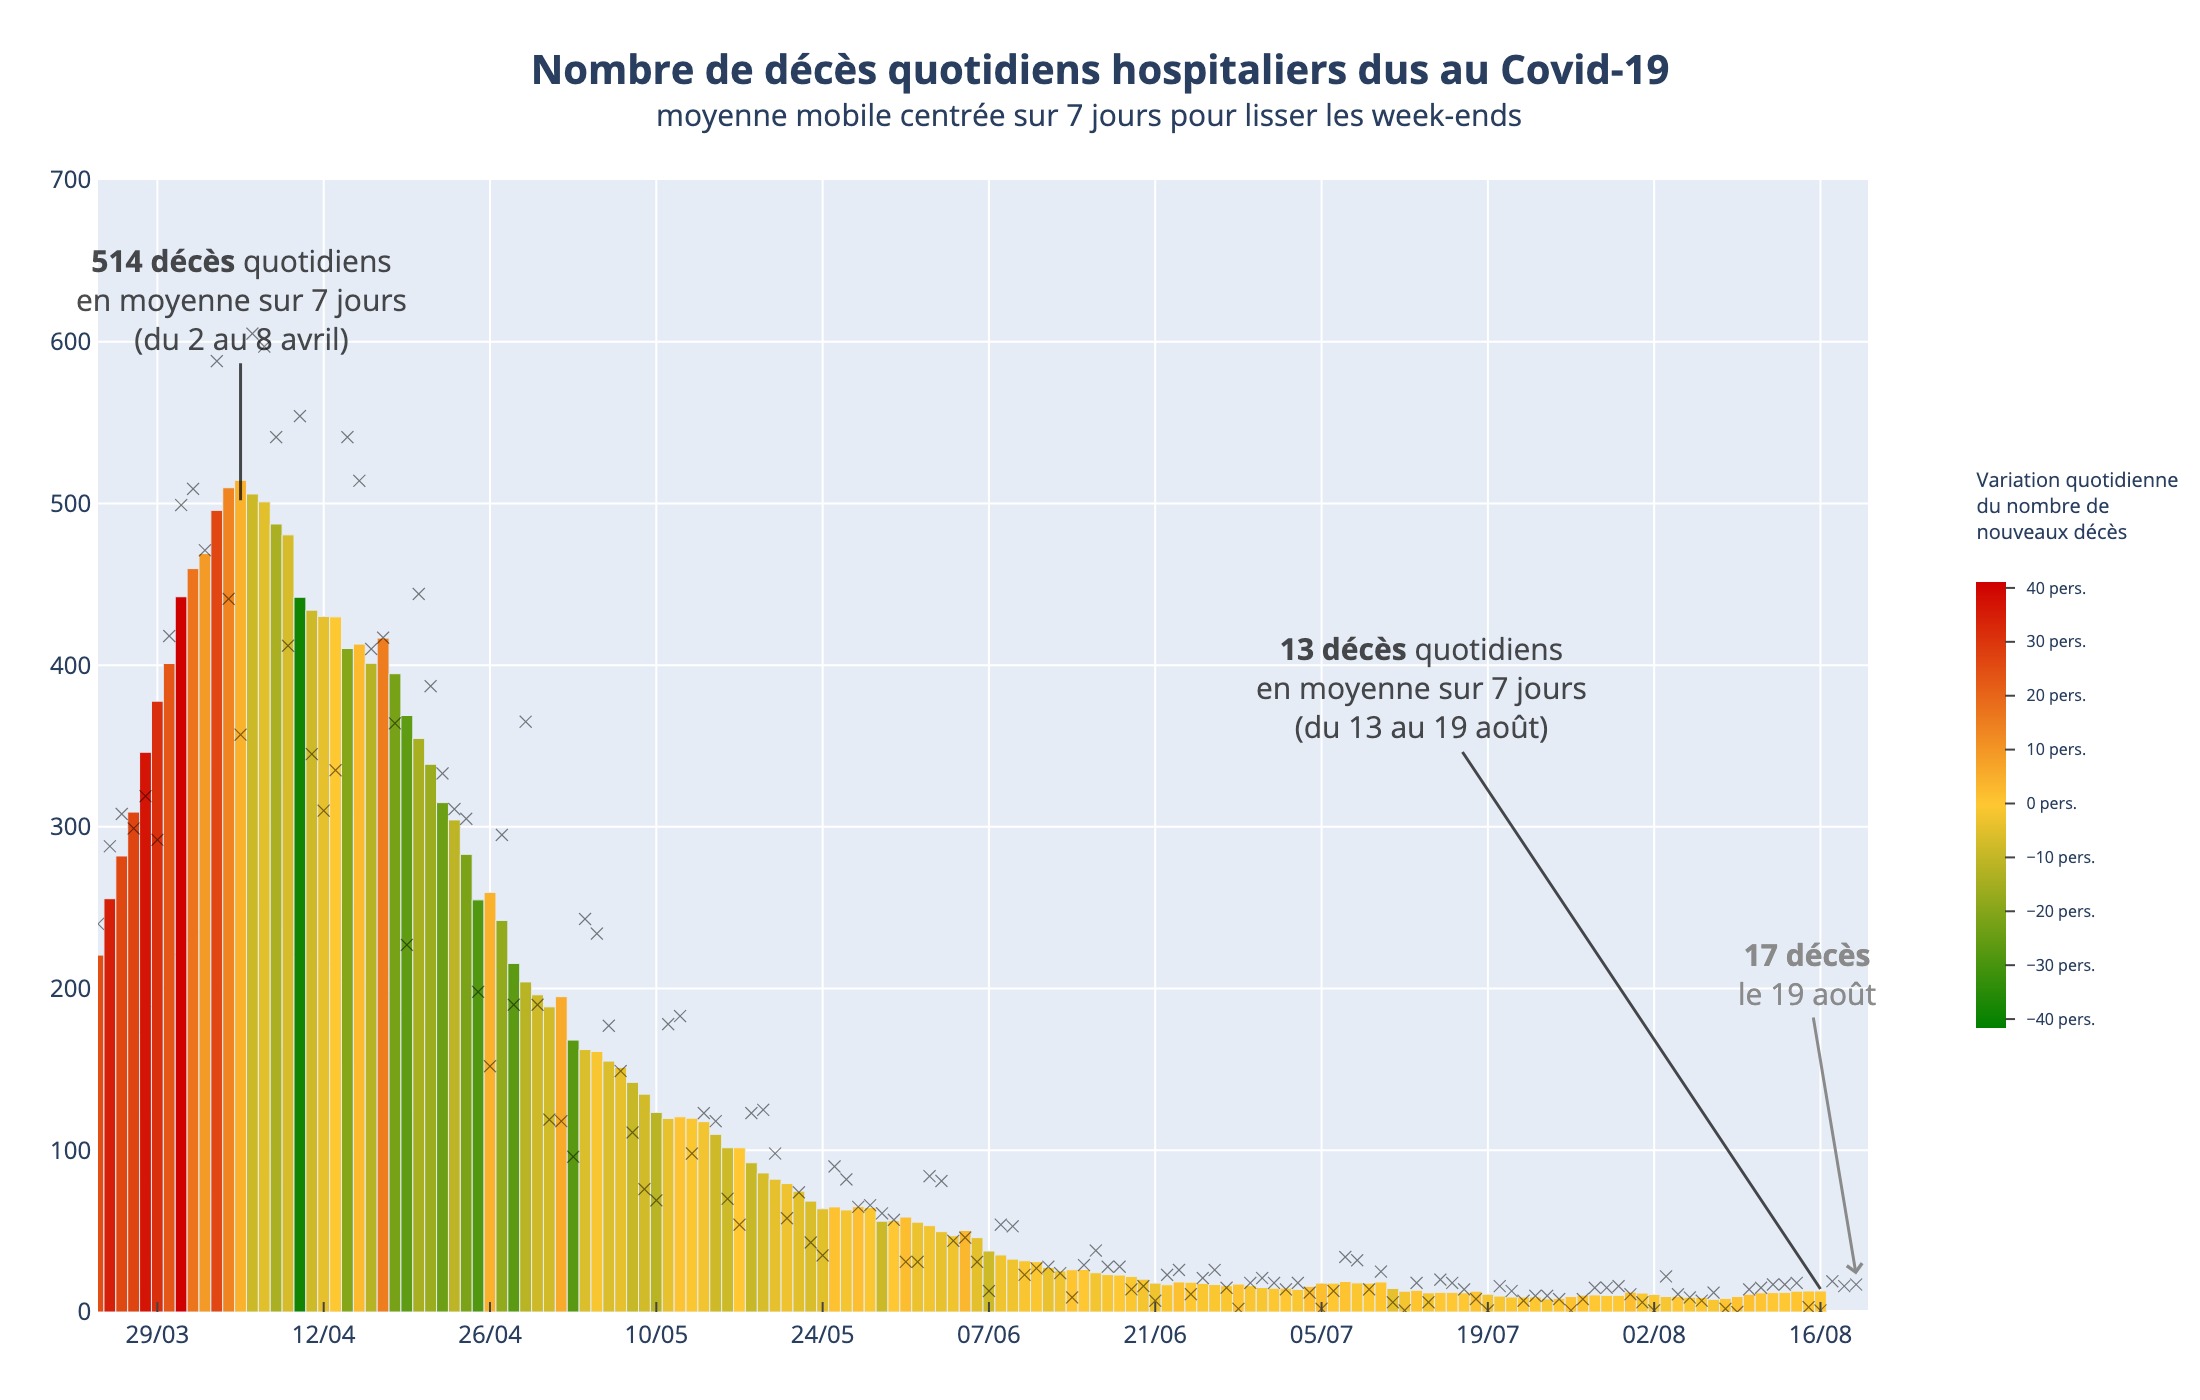 Nombre de décès quotidiens hospitaliers dus au Covid-19
moyenne mobile centrée sur 7 jours pour lisser les week-ends
700
600
500
400
300
200
100
0
514 décès quotidiens
en moyenne sur 7 jours
(du 2 au 8 avril)
13 décès quotidiens
en moyenne sur 7 jours
(du 13 au 19 août)
17 décès
le 19 août
29/03
12/04
26/04
10/05
24/05
07/06
21/06
05/07
19/07
02/08
16/08
Variation quotidienne
du nombre de
nouveaux décès
40 pers.
30 pers.
20 pers.
10 pers.
0 pers.
−10 pers.
−20 pers.
−30 pers.
−40 pers.